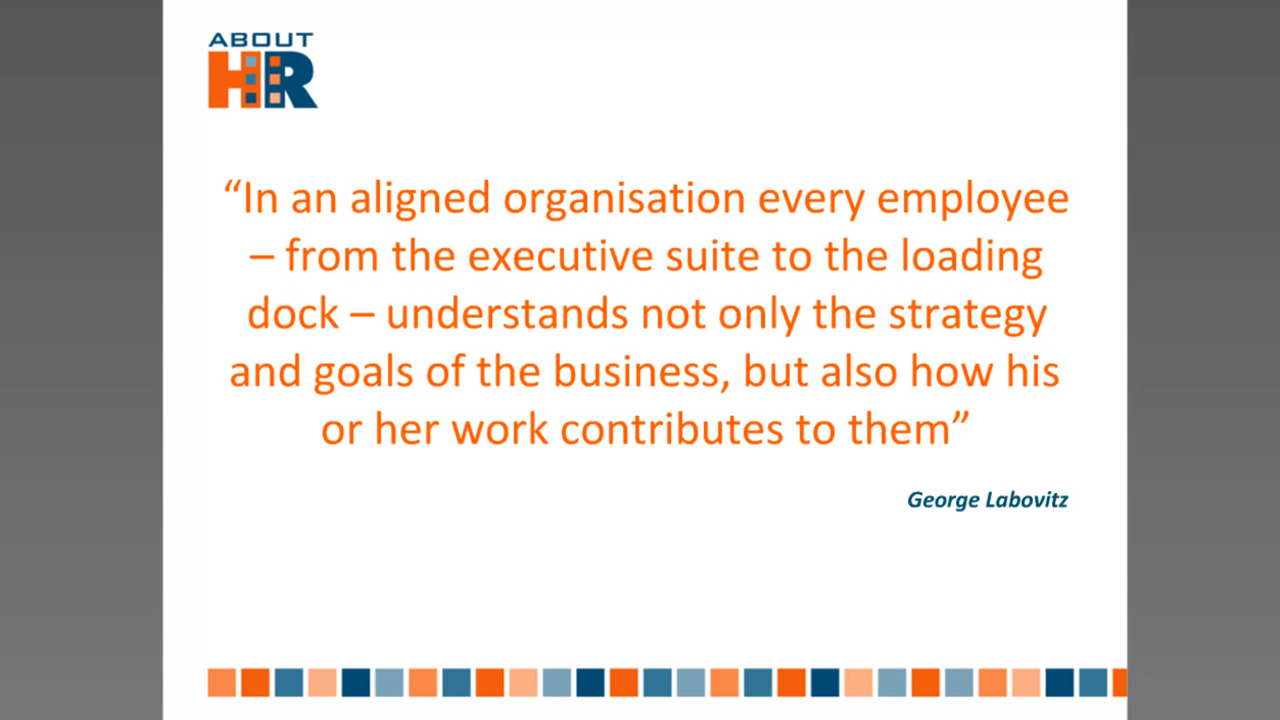 ABOUT
HR
“In an aligned organisation every employee
– from the executive suite to the loading
dock – understands not only the strategy
and goals of the business, but also how his
or her work contributes to them”
George Labovitz